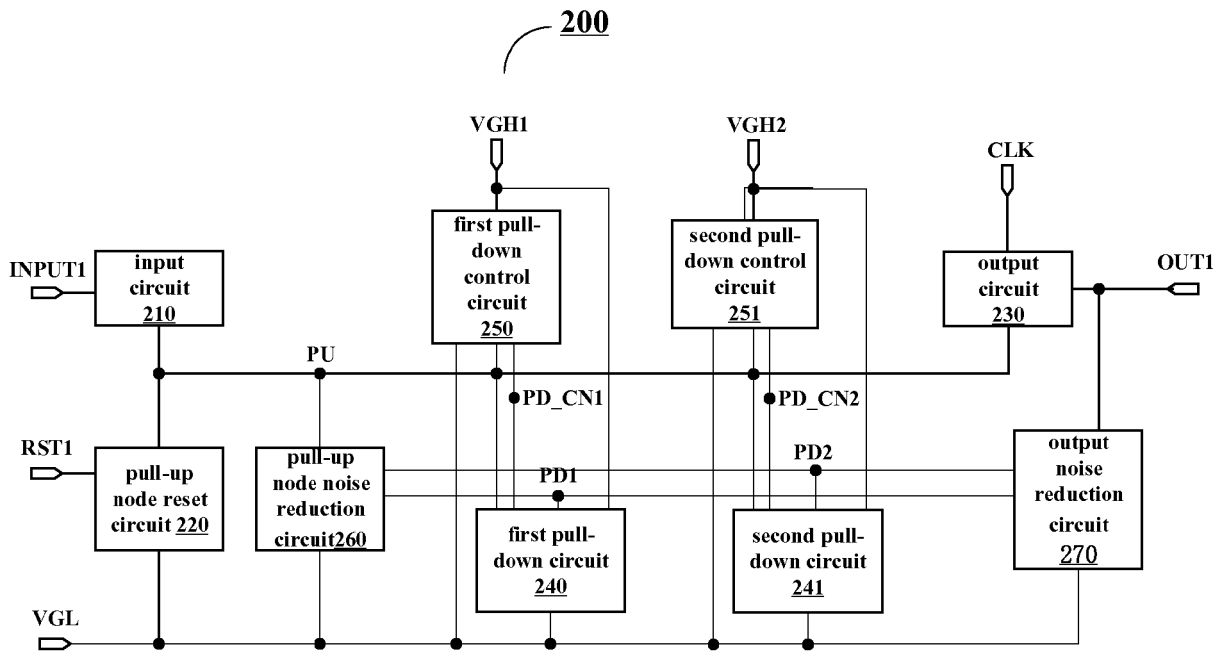 200
VGH1
VGH2
CLK
first pull-
down
control
circuit
250
second pull-
down control
circuit
251
INPUT1
input
circuit
210
output
circuit
230
OUT1
PU
PD_CN1
PD_CN2
RST1
pull-up
node reset
circuit 220
pull-up
node noise
reduction
circuit260
PD1
PD2
output
noise
reduction
circuit
270
first pull-
down circuit
240
second pull-
down circuit
241
VGL